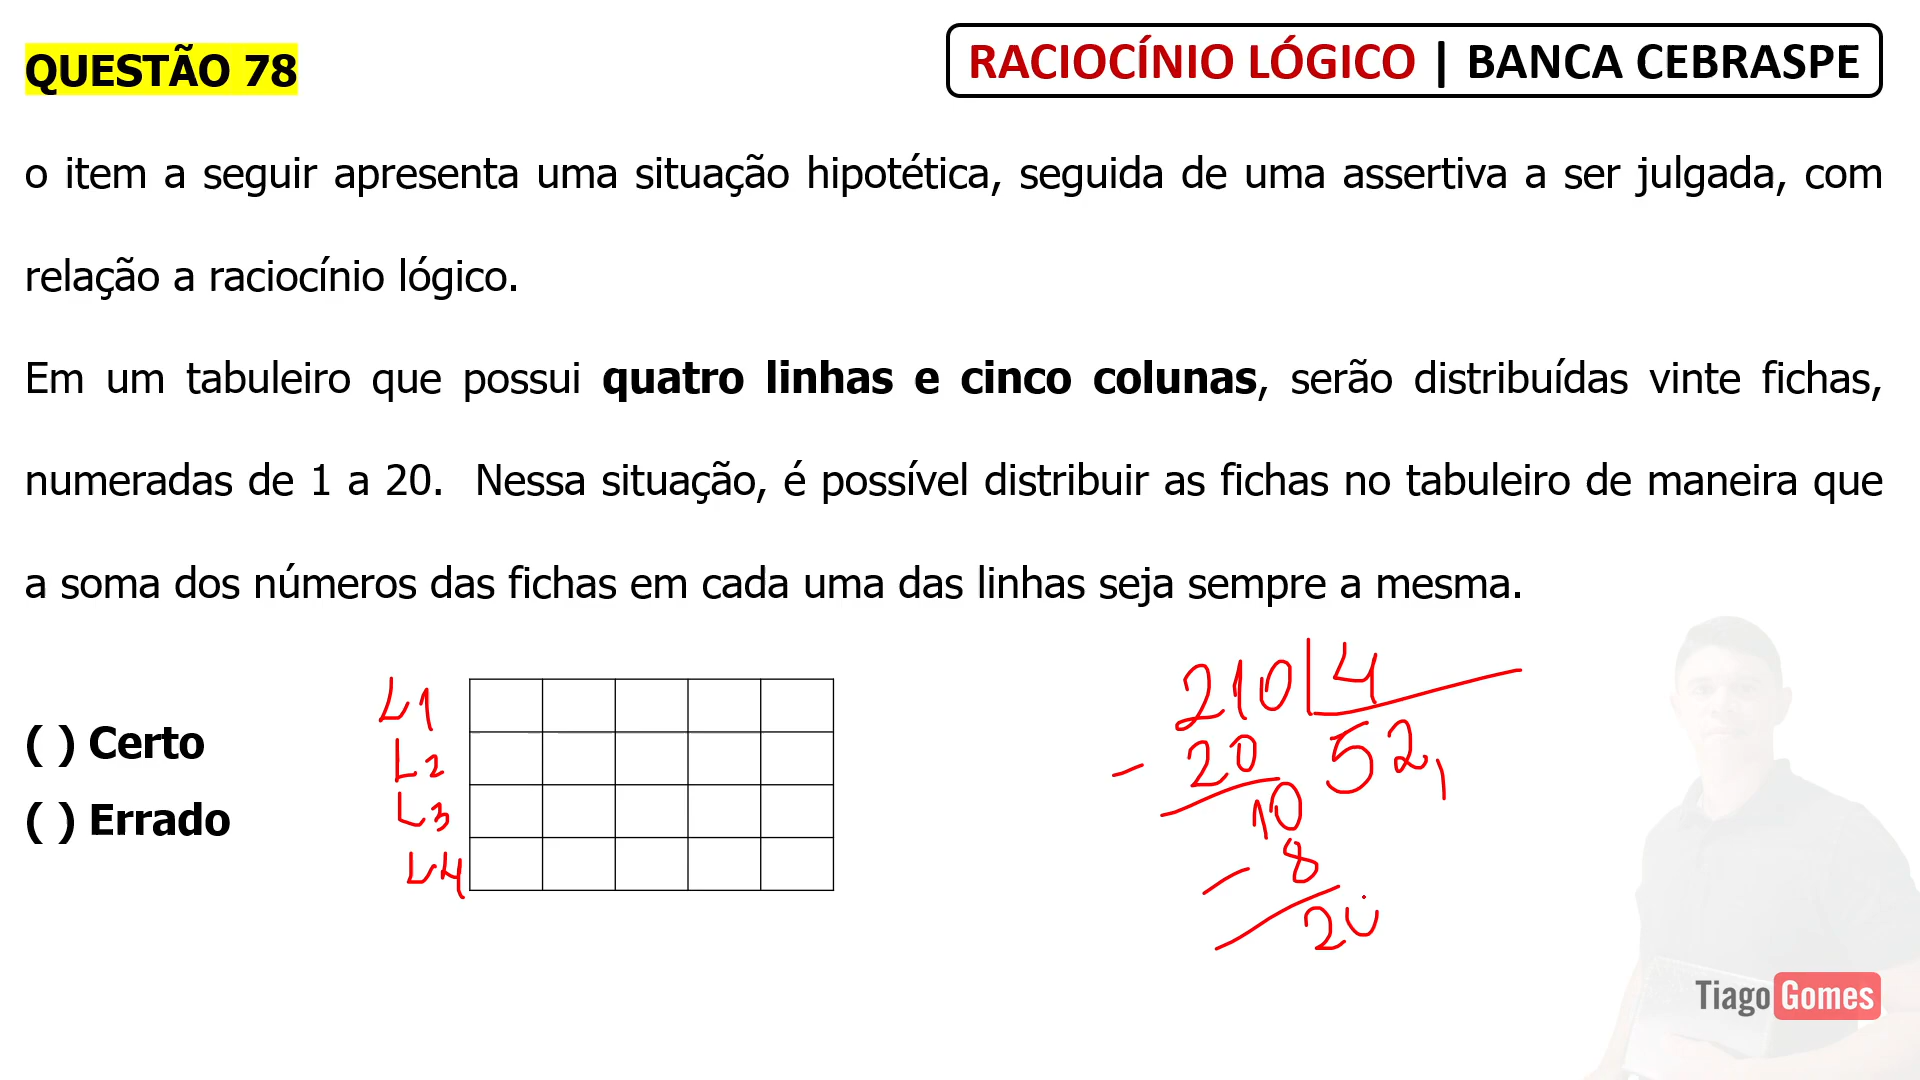 QUESTÃO 78
RACIOCÍNIO LÓGICO | BANCA CEBRASPE
o item a seguir apresenta uma situação hipotética, seguida de uma assertiva a ser julgada, com
relação a raciocínio lógico.
Em um tabuleiro que possui quatro linhas e cinco colunas, serão distribuídas vinte fichas,
numeradas de 1 a 20. Nessa situação, é possível distribuir as fichas no tabuleiro de maneira que
a soma dos números das fichas em cada uma das linhas seja sempre a mesma.
( ) Certo
( ) Errado
L1
L2
L3
L4
210 4
- 20 52,
10
- 8
20
Tiago Gomes